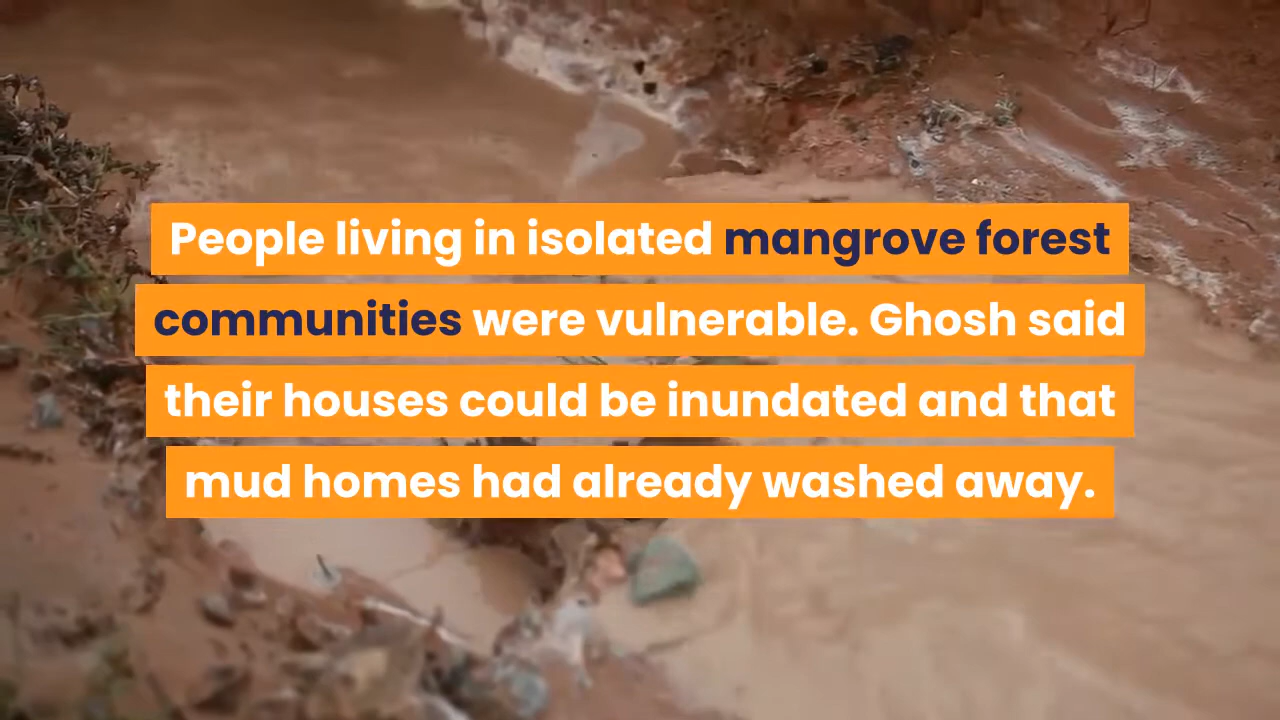 People living in isolated mangrove forest
communities were vulnerable. Ghosh said
their houses could be inundated and that
mud homes had already washed away.